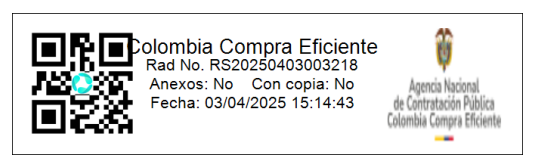 Colombia Compra Eficiente
Rad No. RS20250403003218
Anexos: No Con copia: No
Fecha: 03/04/2025 15:14:43
Agencia Nacional
de Contratación Pública
Colombia Compra Eficiente